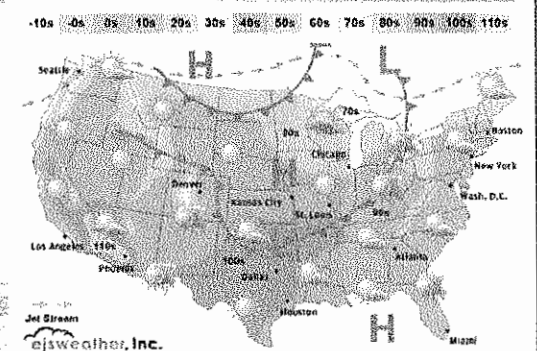 -10s -0s 0s 10s 20s 30s 40s 50s 60s 70s 80s 90s 100s 110s
H
L
Seattle
70s
80s
Boston
Chicago
New York
H
Denver
Kansas City
St. Louis
90s
Wash. D.C.
Los Angeles
110s
Phoenix
100s
Dallas
Atlanta
Houston
H
Miami
Jet Stream
ejsweather, Inc.